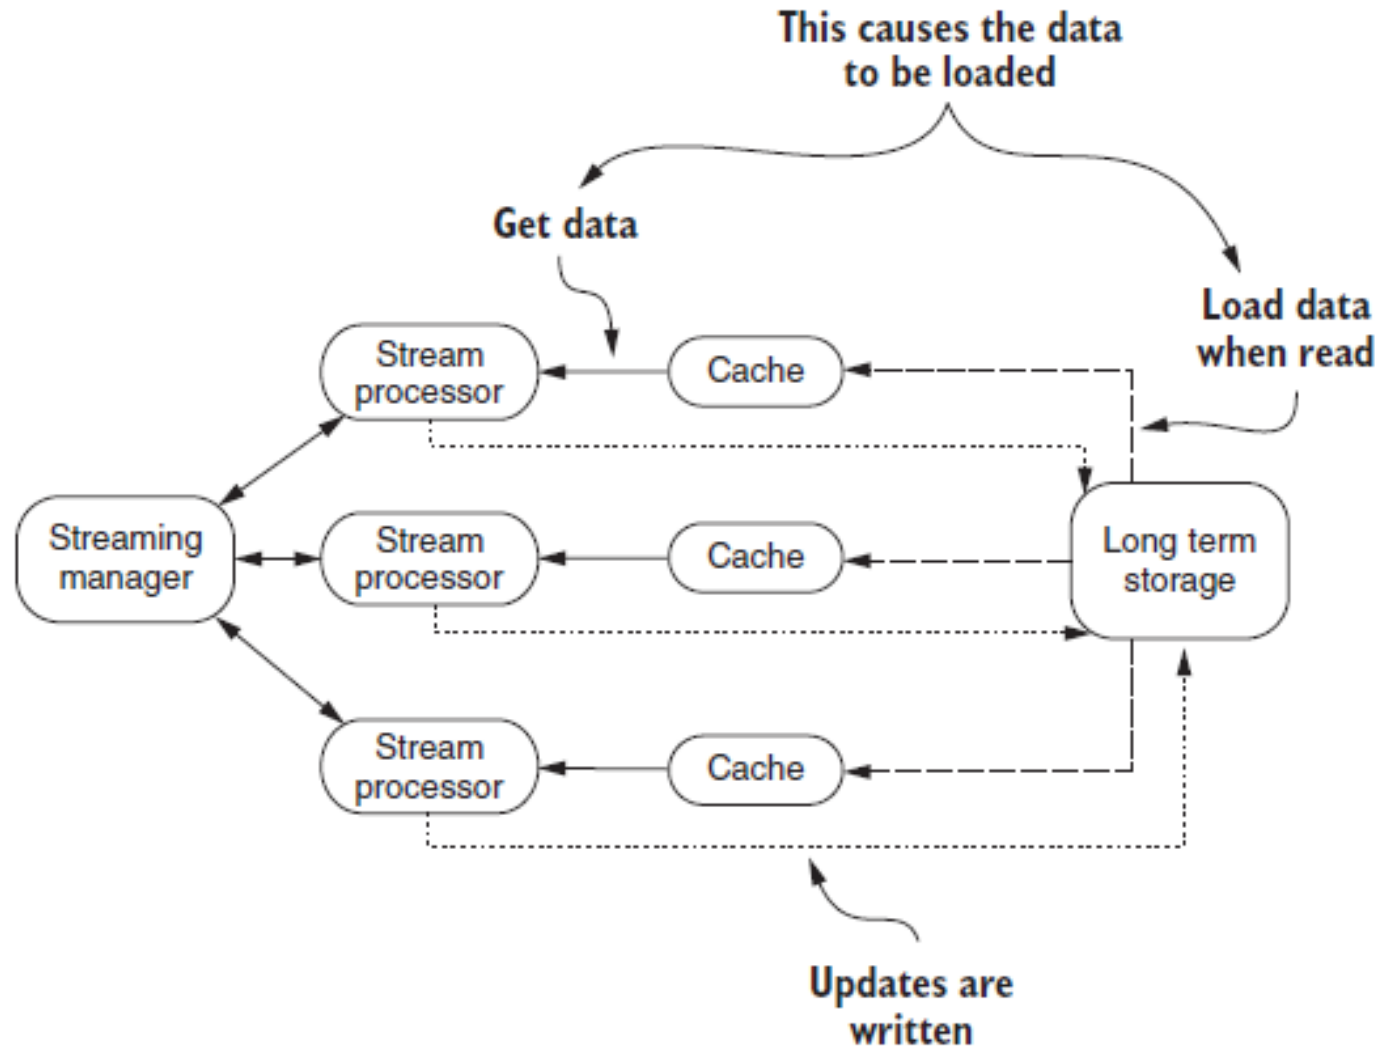 This causes the data
to be loaded
Get data
Load data
when read
Stream
processor
Cache
Streaming
manager
Stream
processor
Cache
Long term
storage
Stream
processor
Cache
Updates are
written